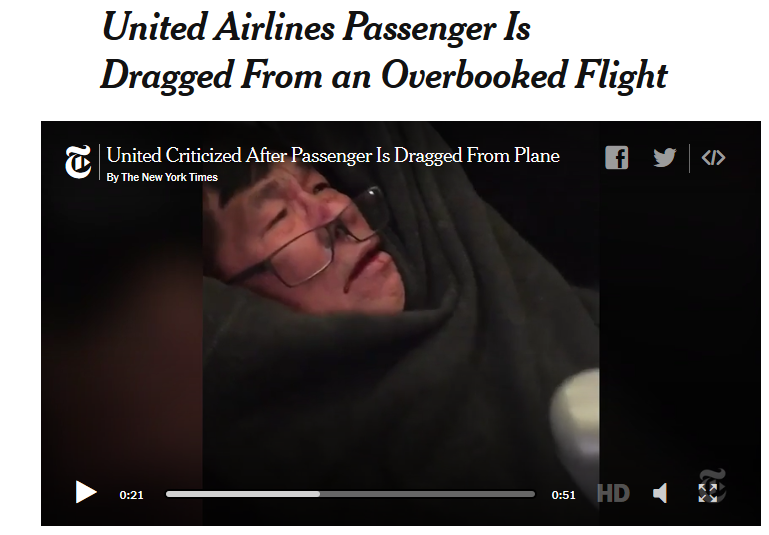 United Airlines Passenger Is
Dragged From an Overbooked Flight
United Criticized After Passenger Is Dragged From Plane
By The New York Times
0:21
0:51
HD